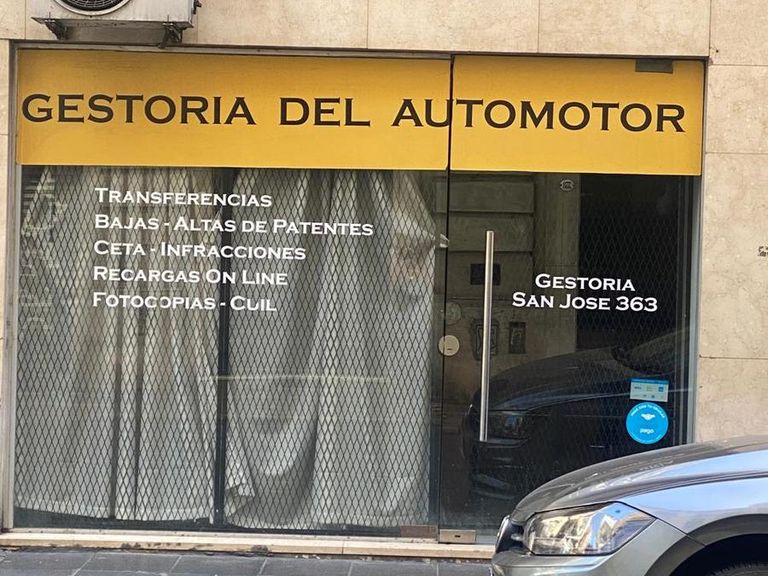 GESTORIA DEL AUTOMOTOR
TRANSFERENCIAS
BAJAS - ALTAS DE PATENTES
CETA - INFRACCIONES
RECARGAS ON LINE
FOTOCOPIAS - CUIL
GESTORIA
SAN JOSE 363
pago